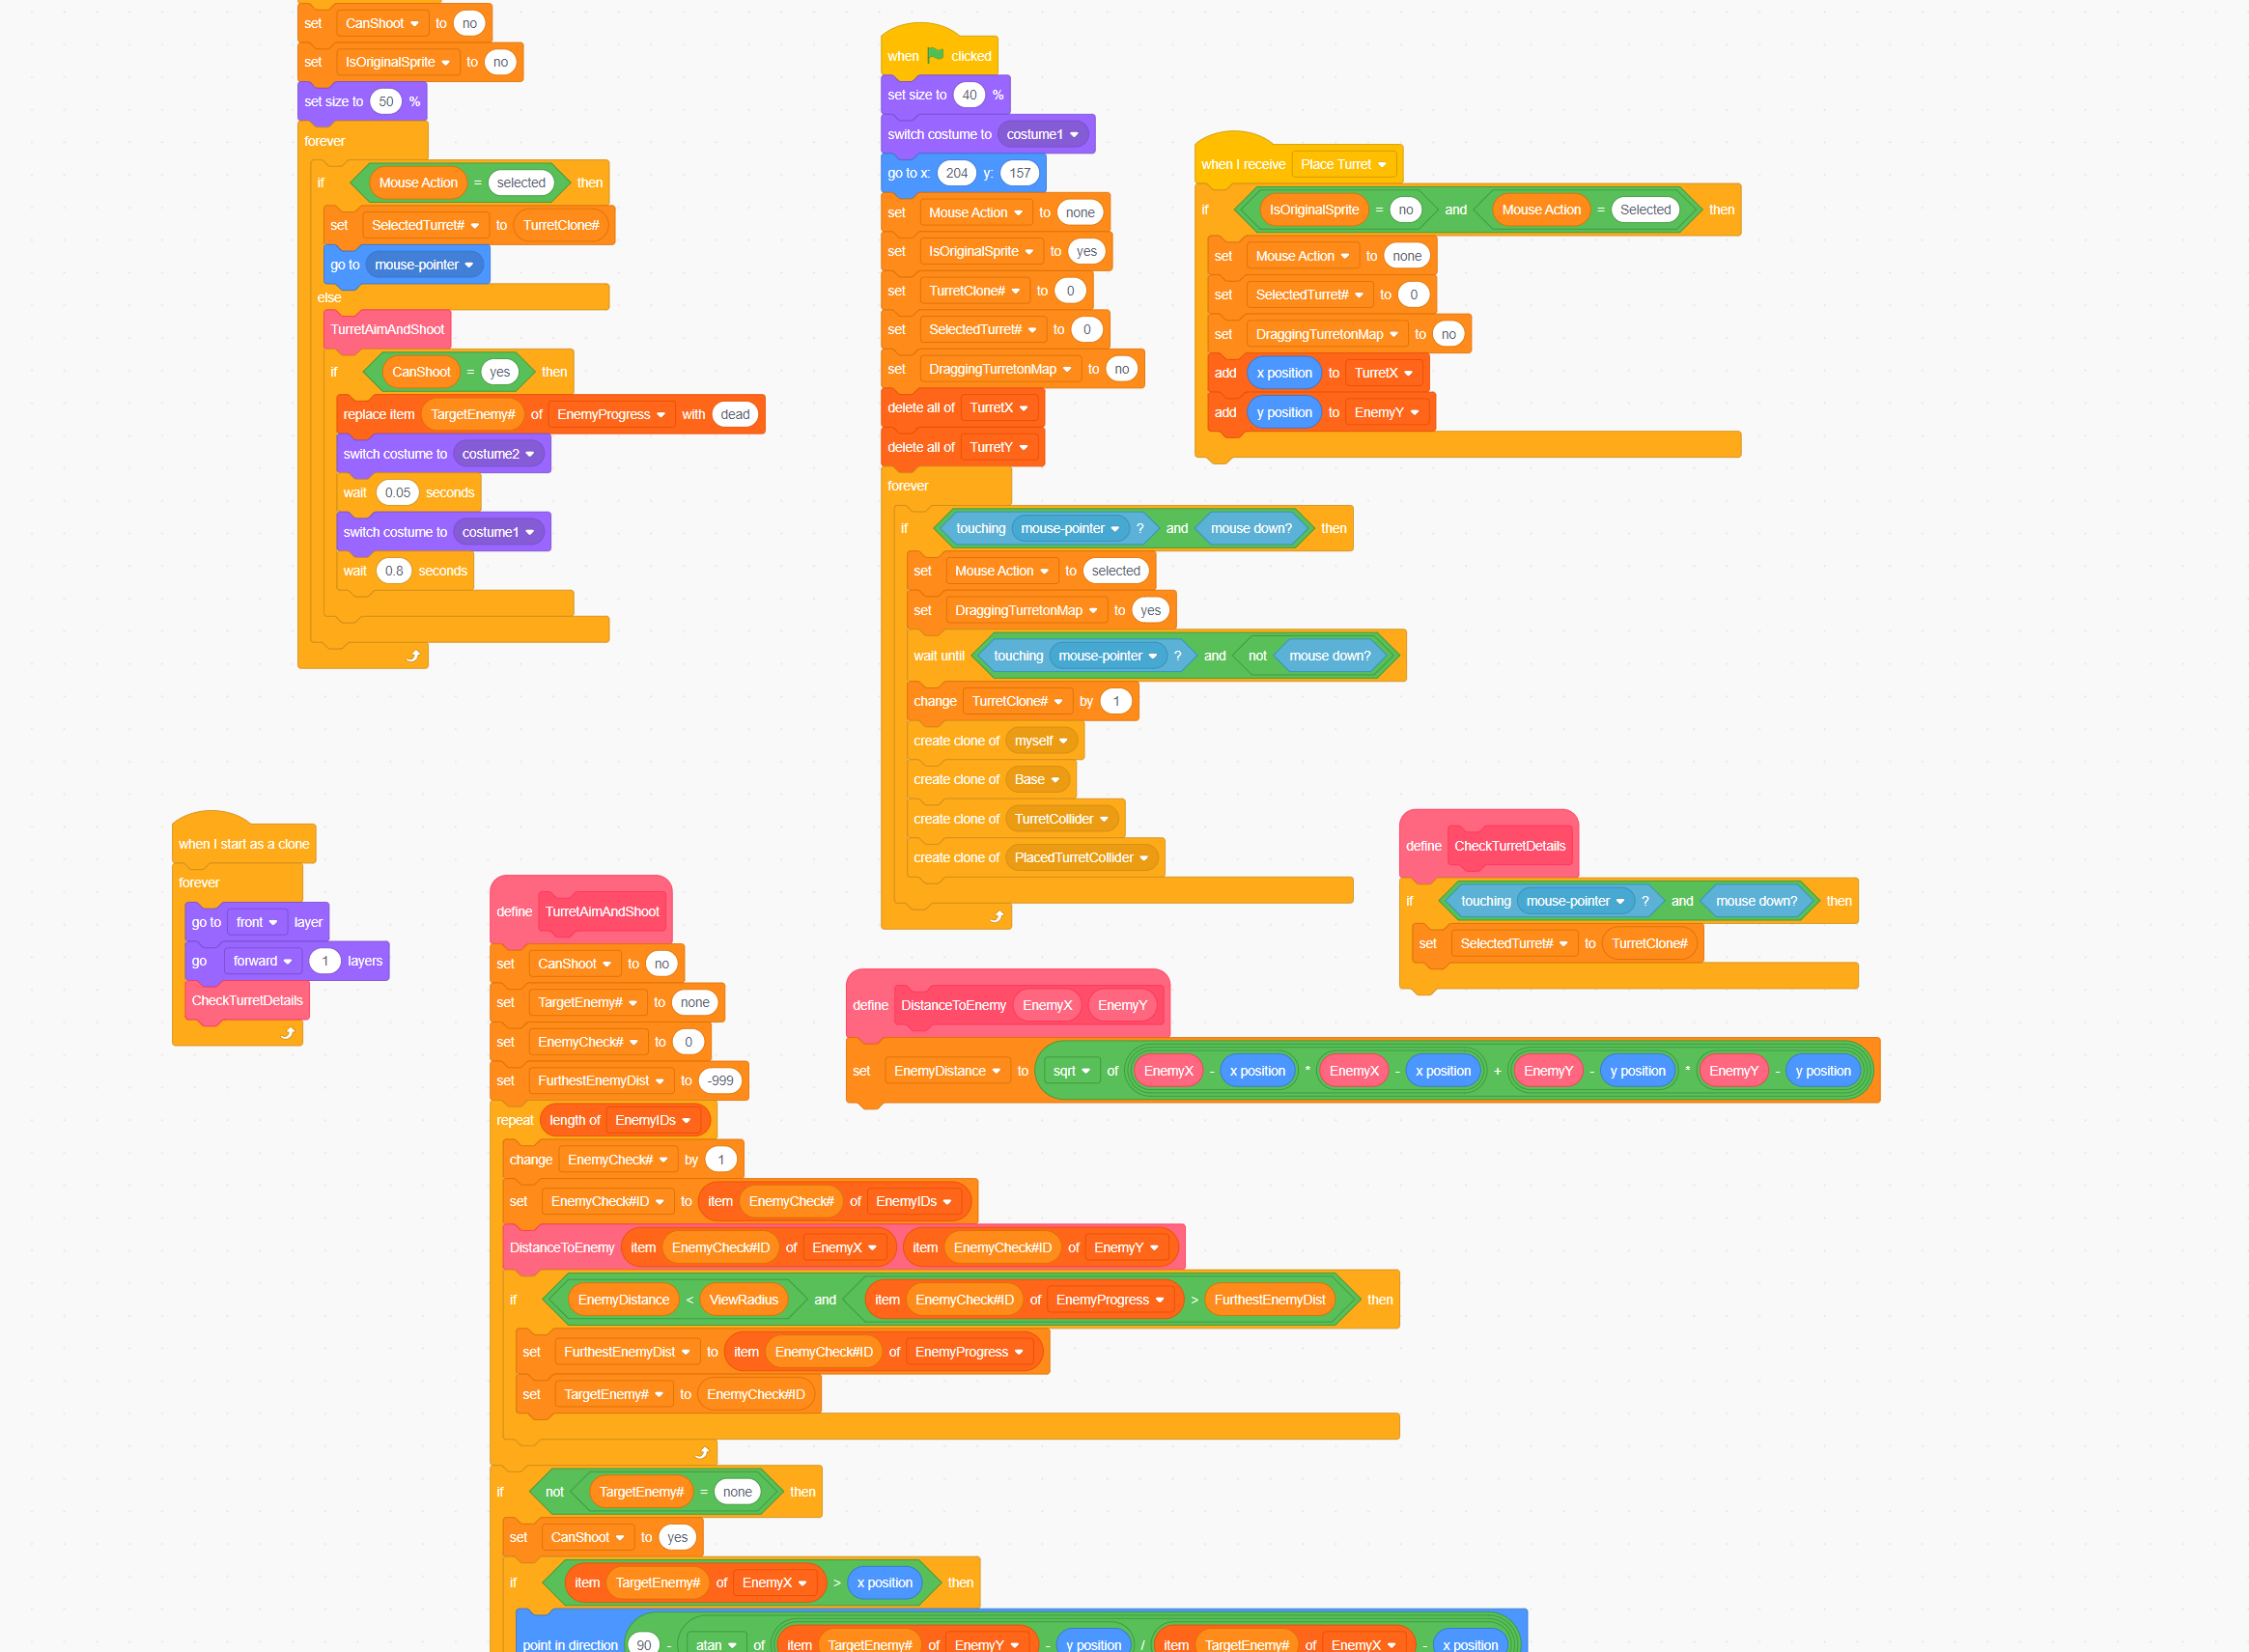 set CanShoot to no
set IsOriginalSprite to no
set size to 50 %
forever
if Mouse Action = selected then
set SelectedTurret# to TurretClone#
go to mouse-pointer
else
TurretAimAndShoot
if CanShoot = yes then
replace item TargetEnemy# of EnemyProgress with dead
switch costume to costume2
wait 0.05 seconds
switch costume to costume1
wait 0.8 seconds
when clicked
set size to 40 %
switch costume to costume1
go to x: 204 y: 157
set Mouse Action to none
set IsOriginalSprite to yes
set TurretClone# to 0
set SelectedTurret# to 0
set DraggingTurretonMap to no
delete all of TurretX
delete all of TurretY
forever
if touching mouse-pointer ? and mouse down? then
set Mouse Action to selected
set DraggingTurretonMap to yes
wait until touching mouse-pointer ? and not mouse down?
change TurretClone# by 1
create clone of myself
create clone of Base
create clone of TurretCollider
create clone of PlacedTurretCollider
when I receive Place Turret
if IsOriginalSprite = no and Mouse Action = Selected then
set Mouse Action to none
set SelectedTurret# to 0
set DraggingTurretonMap to no
add x position to TurretX
add y position to EnemyY
when I start as a clone
forever
go to front layer
go forward 1 layers
CheckTurretDetails
define TurretAimAndShoot
set CanShoot to no
set TargetEnemy# to none
set EnemyCheck# to 0
set FurthestEnemyDist to -999
repeat length of EnemyIDs
change EnemyCheck# by 1
set EnemyCheck#ID to item EnemyCheck# of EnemyIDs
DistanceToEnemy item EnemyCheck#ID of EnemyX item EnemyCheck#ID of EnemyY
if EnemyDistance < ViewRadius and item EnemyCheck#ID of EnemyProgress > FurthestEnemyDist then
set FurthestEnemyDist to item EnemyCheck#ID of EnemyProgress
set TargetEnemy# to EnemyCheck#ID
if not TargetEnemy# = none then
set CanShoot to yes
if item TargetEnemy# of EnemyX > x position then
point in direction 90 - atan of item TargetEnemy# of EnemyY - y position / item TargetEnemy# of EnemyX - x position
define CheckTurretDetails
if touching mouse-pointer ? and mouse down? then
set SelectedTurret# to TurretClone#
define DistanceToEnemy EnemyX EnemyY
set EnemyDistance to sqrt of EnemyX - x position * EnemyX - x position + EnemyY - y position * EnemyY - y position